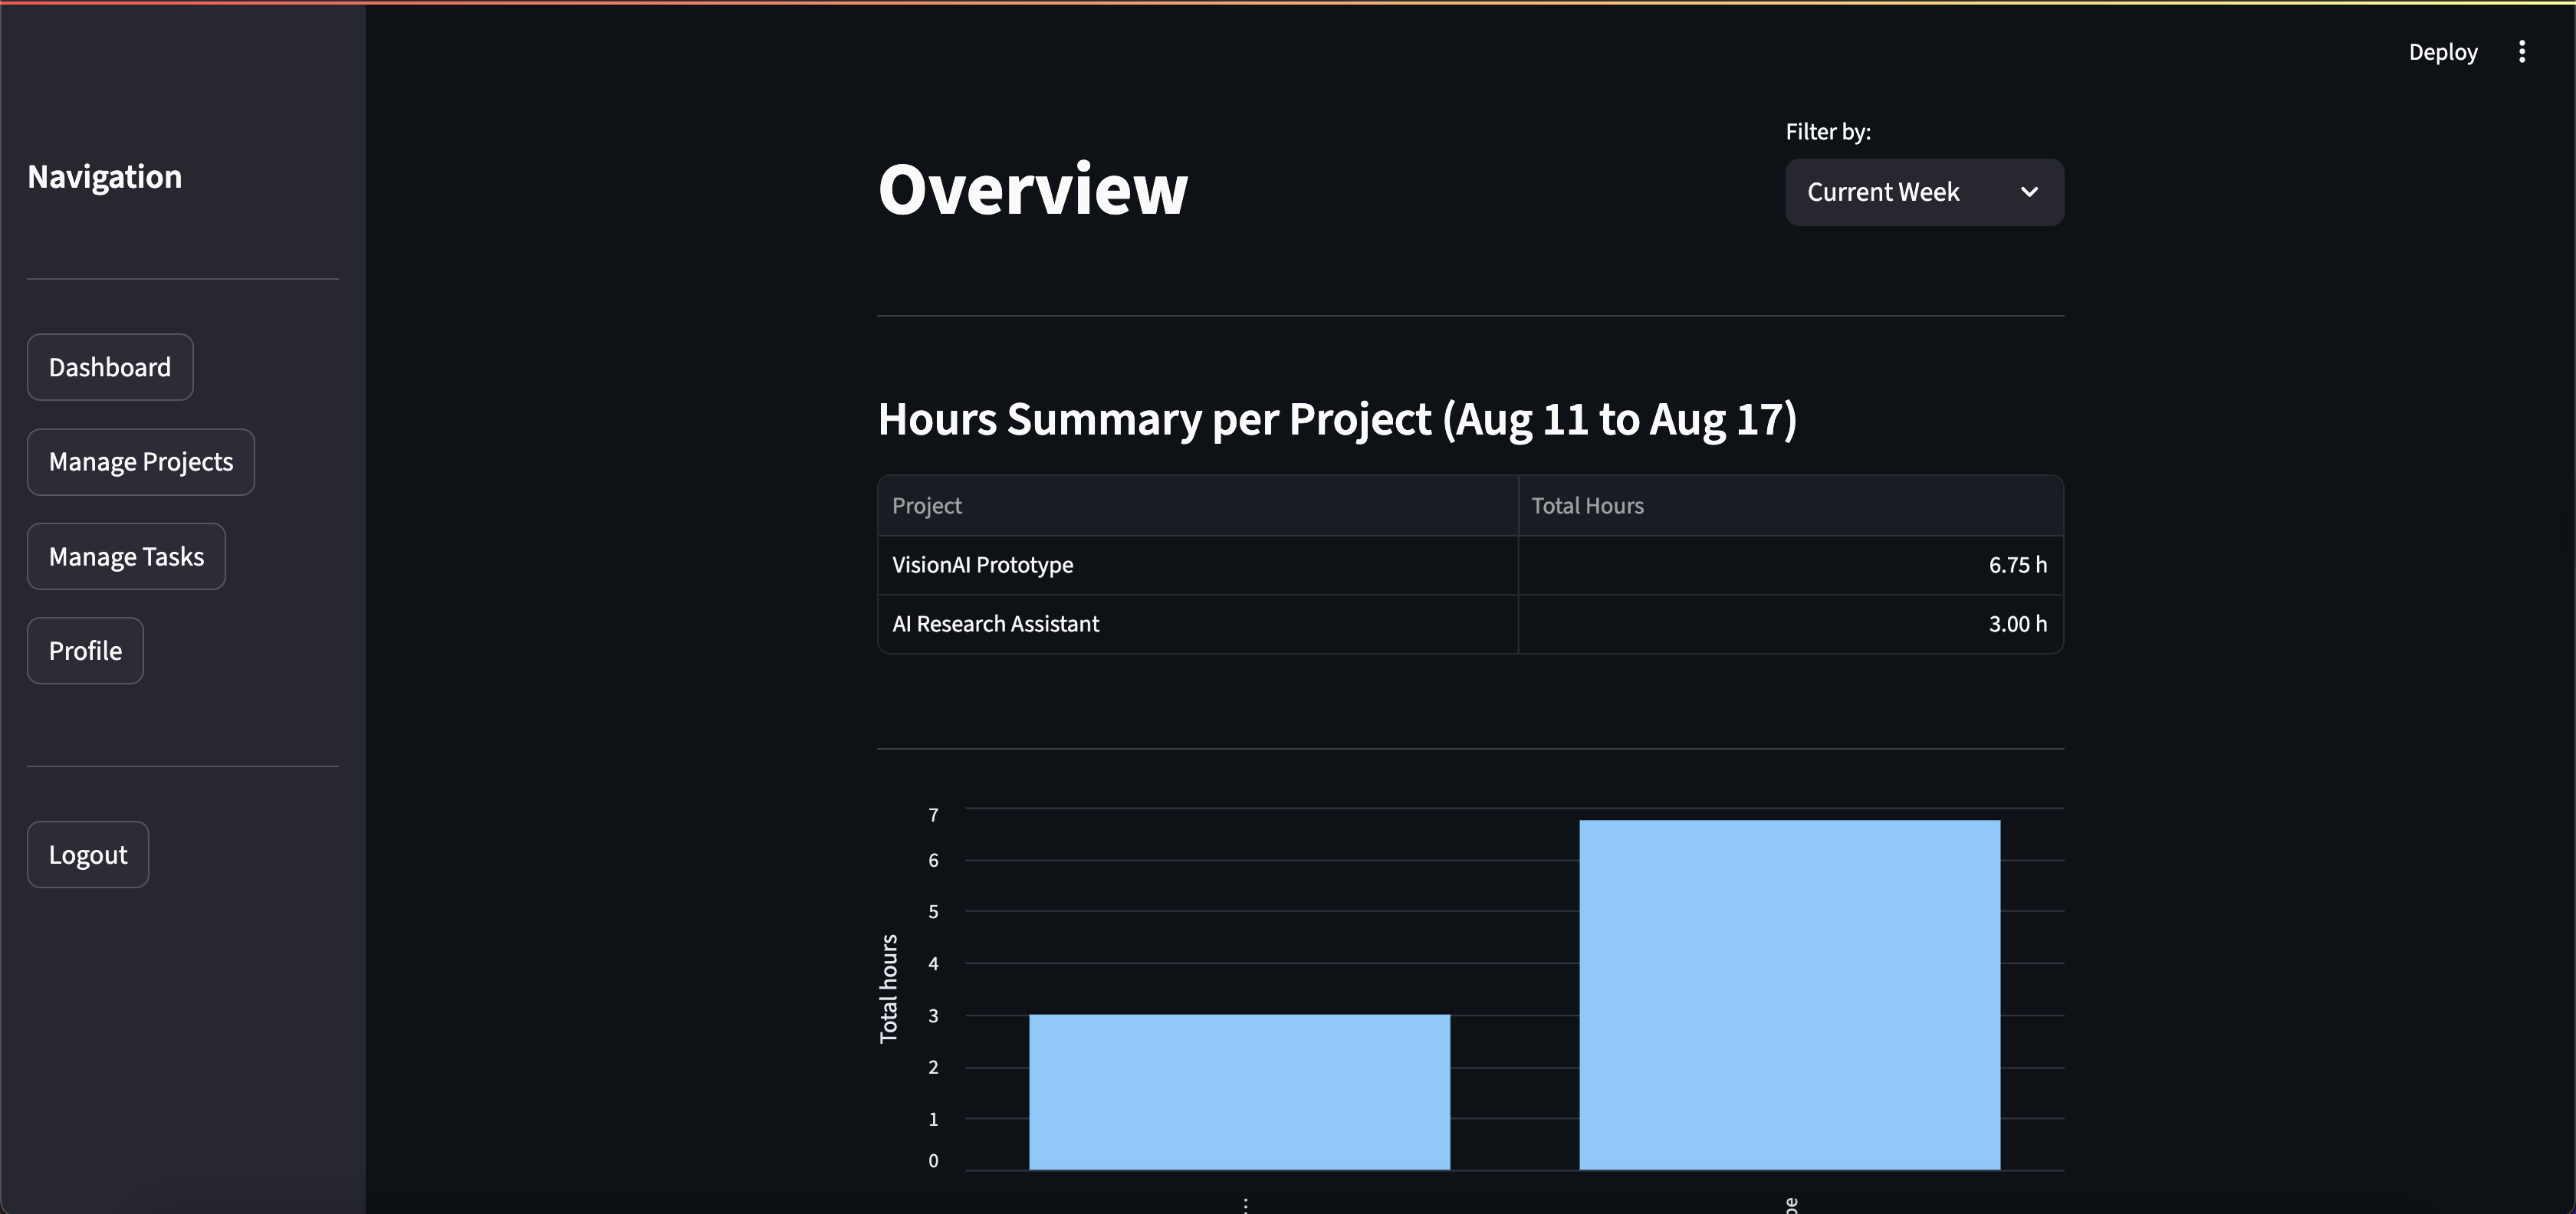 Deploy
Navigation
Dashboard
Manage Projects
Manage Tasks
Profile
Logout
Overview
Filter by:
Current Week
Hours Summary per Project (Aug 11 to Aug 17)
Project Total Hours
VisionAI Prototype 6.75 h
AI Research Assistant 3.00 h
Total hours
7
6
5
4
3
2
1
0